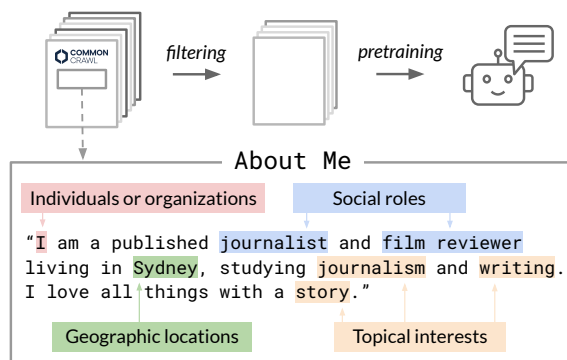 COMMON
CRAWL
filtering
pretraining
About Me
Individuals or organizations
Social roles
“I am a published journalist and film reviewer
living in Sydney, studying journalism and writing.
I love all things with a story.”
Geographic locations
Topical interests